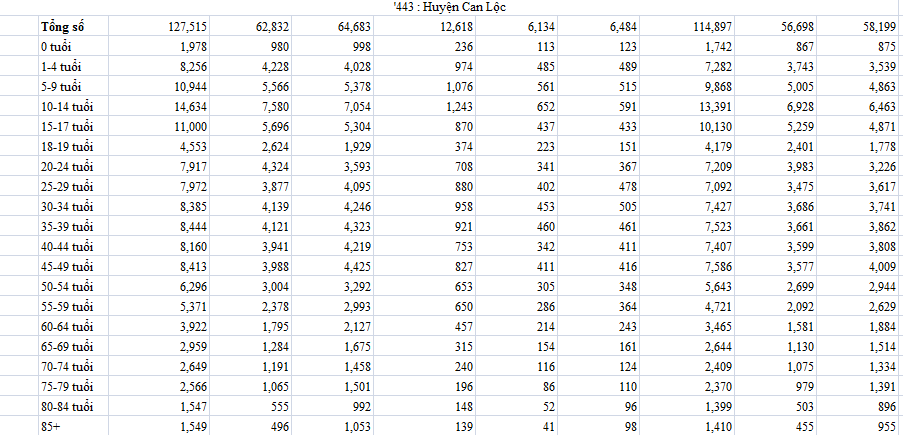 '443 : Huyện Can Lộc
Tổng số 127,515 62,832 64,683 12,618 6,134 6,484 114,897 56,698 58,199
0 tuổi 1,978 980 998 236 113 123 1,742 867 875
1-4 tuổi 8,256 4,228 4,028 974 485 489 7,282 3,743 3,539
5-9 tuổi 10,944 5,566 5,378 1,076 561 515 9,868 5,005 4,863
10-14 tuổi 14,634 7,580 7,054 1,243 652 591 13,391 6,928 6,463
15-17 tuổi 11,000 5,696 5,304 870 437 433 10,130 5,259 4,871
18-19 tuổi 4,553 2,624 1,929 374 223 151 4,179 2,401 1,778
20-24 tuổi 7,917 4,324 3,593 708 341 367 7,209 3,983 3,226
25-29 tuổi 7,972 3,877 4,095 880 402 478 7,092 3,475 3,617
30-34 tuổi 8,385 4,139 4,246 958 453 505 7,427 3,686 3,741
35-39 tuổi 8,444 4,121 4,323 921 460 461 7,523 3,661 3,862
40-44 tuổi 8,160 3,941 4,219 753 342 411 7,407 3,599 3,808
45-49 tuổi 8,413 3,988 4,425 827 411 416 7,586 3,577 4,009
50-54 tuổi 6,296 3,004 3,292 653 305 348 5,643 2,699 2,944
55-59 tuổi 5,371 2,378 2,993 650 286 364 4,721 2,092 2,629
60-64 tuổi 3,922 1,795 2,127 457 214 243 3,465 1,581 1,884
65-69 tuổi 2,959 1,284 1,675 315 154 161 2,644 1,130 1,514
70-74 tuổi 2,649 1,191 1,458 240 116 124 2,409 1,075 1,334
75-79 tuổi 2,566 1,065 1,501 196 86 110 2,370 979 1,391
80-84 tuổi 1,547 555 992 148 52 96 1,399 503 896
85+ 1,549 496 1,053 139 41 98 1,410 455 955